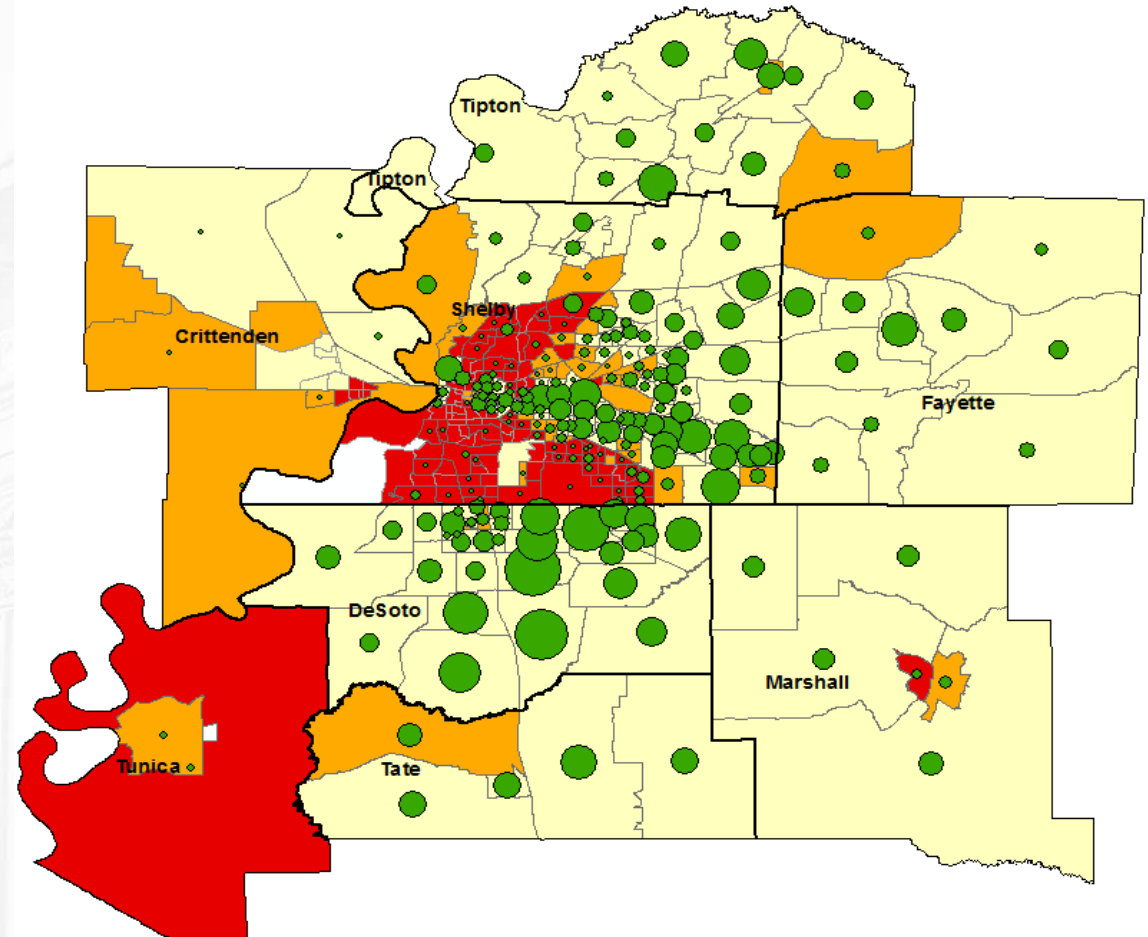 Tipton
Tipton
Shelby
Crittenden
Fayette
DeSoto
Marshall
Tunica
Tate